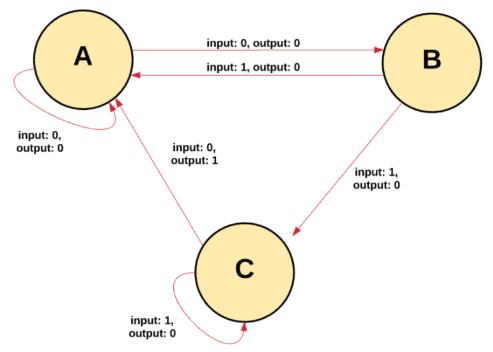 A
B
input: 0, output: 0
input: 1, output: 0
input: 0,
output: 0
input: 0,
output: 1
input: 1,
output: 0
C
input: 1,
output: 0